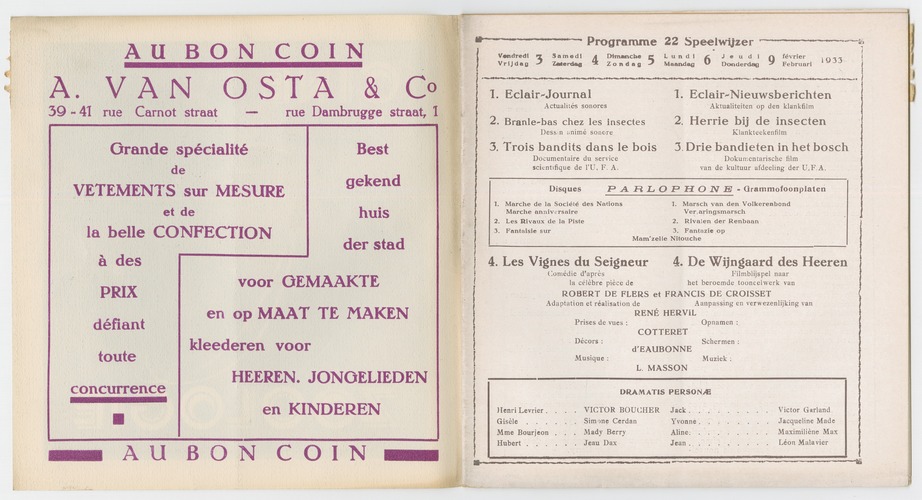 AU BON COIN
A. VAN OSTA & Co
39-41 rue Carnot straat — rue Dambrugge straat, 1
Grande spécialité
de
VETEMENTS sur MESURE
et de
la belle CONFECTION
à des
PRIX
défiant
toute
concurrence
Best
gekend
huis
der stad
voor GEMAAKTE
en op MAAT TE MAKEN
kleederen voor
HEEREN. JONGELIEDEN
en KINDEREN
AU BON COIN
Programme 22 Speelwijzer
Vendredi Vrijdag 3 Samedi Zaterdag 4 Dimanche Zondag 5 Lundi Maandag 6 Jeudi Donderdag 9 février Februari 1933
1. Eclair-Journal
Actualités sonores
2. Branle-bas chez les insectes
Dessin animé sonore
3. Trois bandits dans le bois
Documentaire du service
scientifique de l'U. F. A.
1. Eclair-Nieuwsberichten
Aktualiteiten op den klankfilm
2. Herrie bij de insecten
Klankteekenfilm
3. Drie bandieten in het bosch
Dokumentarische film
van de kultuur afdeeling der U.F.A.
Disques PARLOPHONE - Grammofoonplaten
1. Marche de la Société des Nations
Marche anniversaire
2. Les Rivaux de la Piste
3. Fantaisie sur
1. Marsch van den Volkerenbond
Verjaringsmarsch
2. Rivalen der Renbaan
3. Fantazie op
Mam'zelle Nitouche
4. Les Vignes du Seigneur 4. De Wijngaard des Heeren
Comédie d'après Filmblijspel naar
la célèbre pièce de het beroemde tooneelwerk van
ROBERT DE FLERS et FRANCIS DE CROISSET
Adaptation et réalisation de Aanpassing en verwezenlijking van
RENÉ HERVIL
Prises de vues : Opnamen :
COTTERET
Décors : Schermen :
d'EAUBONNE
Musique : Muziek :
L. MASSON
DRAMATIS PERSONÆ
Henri Levrier . . . . VICTOR BOUCHER Jack . . . . . . . . . Victor Garland
Gisèle . . . . . . Simone Cerdan Yvonne . . . . . . . . Jacqueline Made
Mme Bourjeon . . . Mady Berry Aline . . . . . . . . . Maximiliène Max
Hubert . . . . . . Jean Dax Jean . . . . . . . . . Léon Malavier